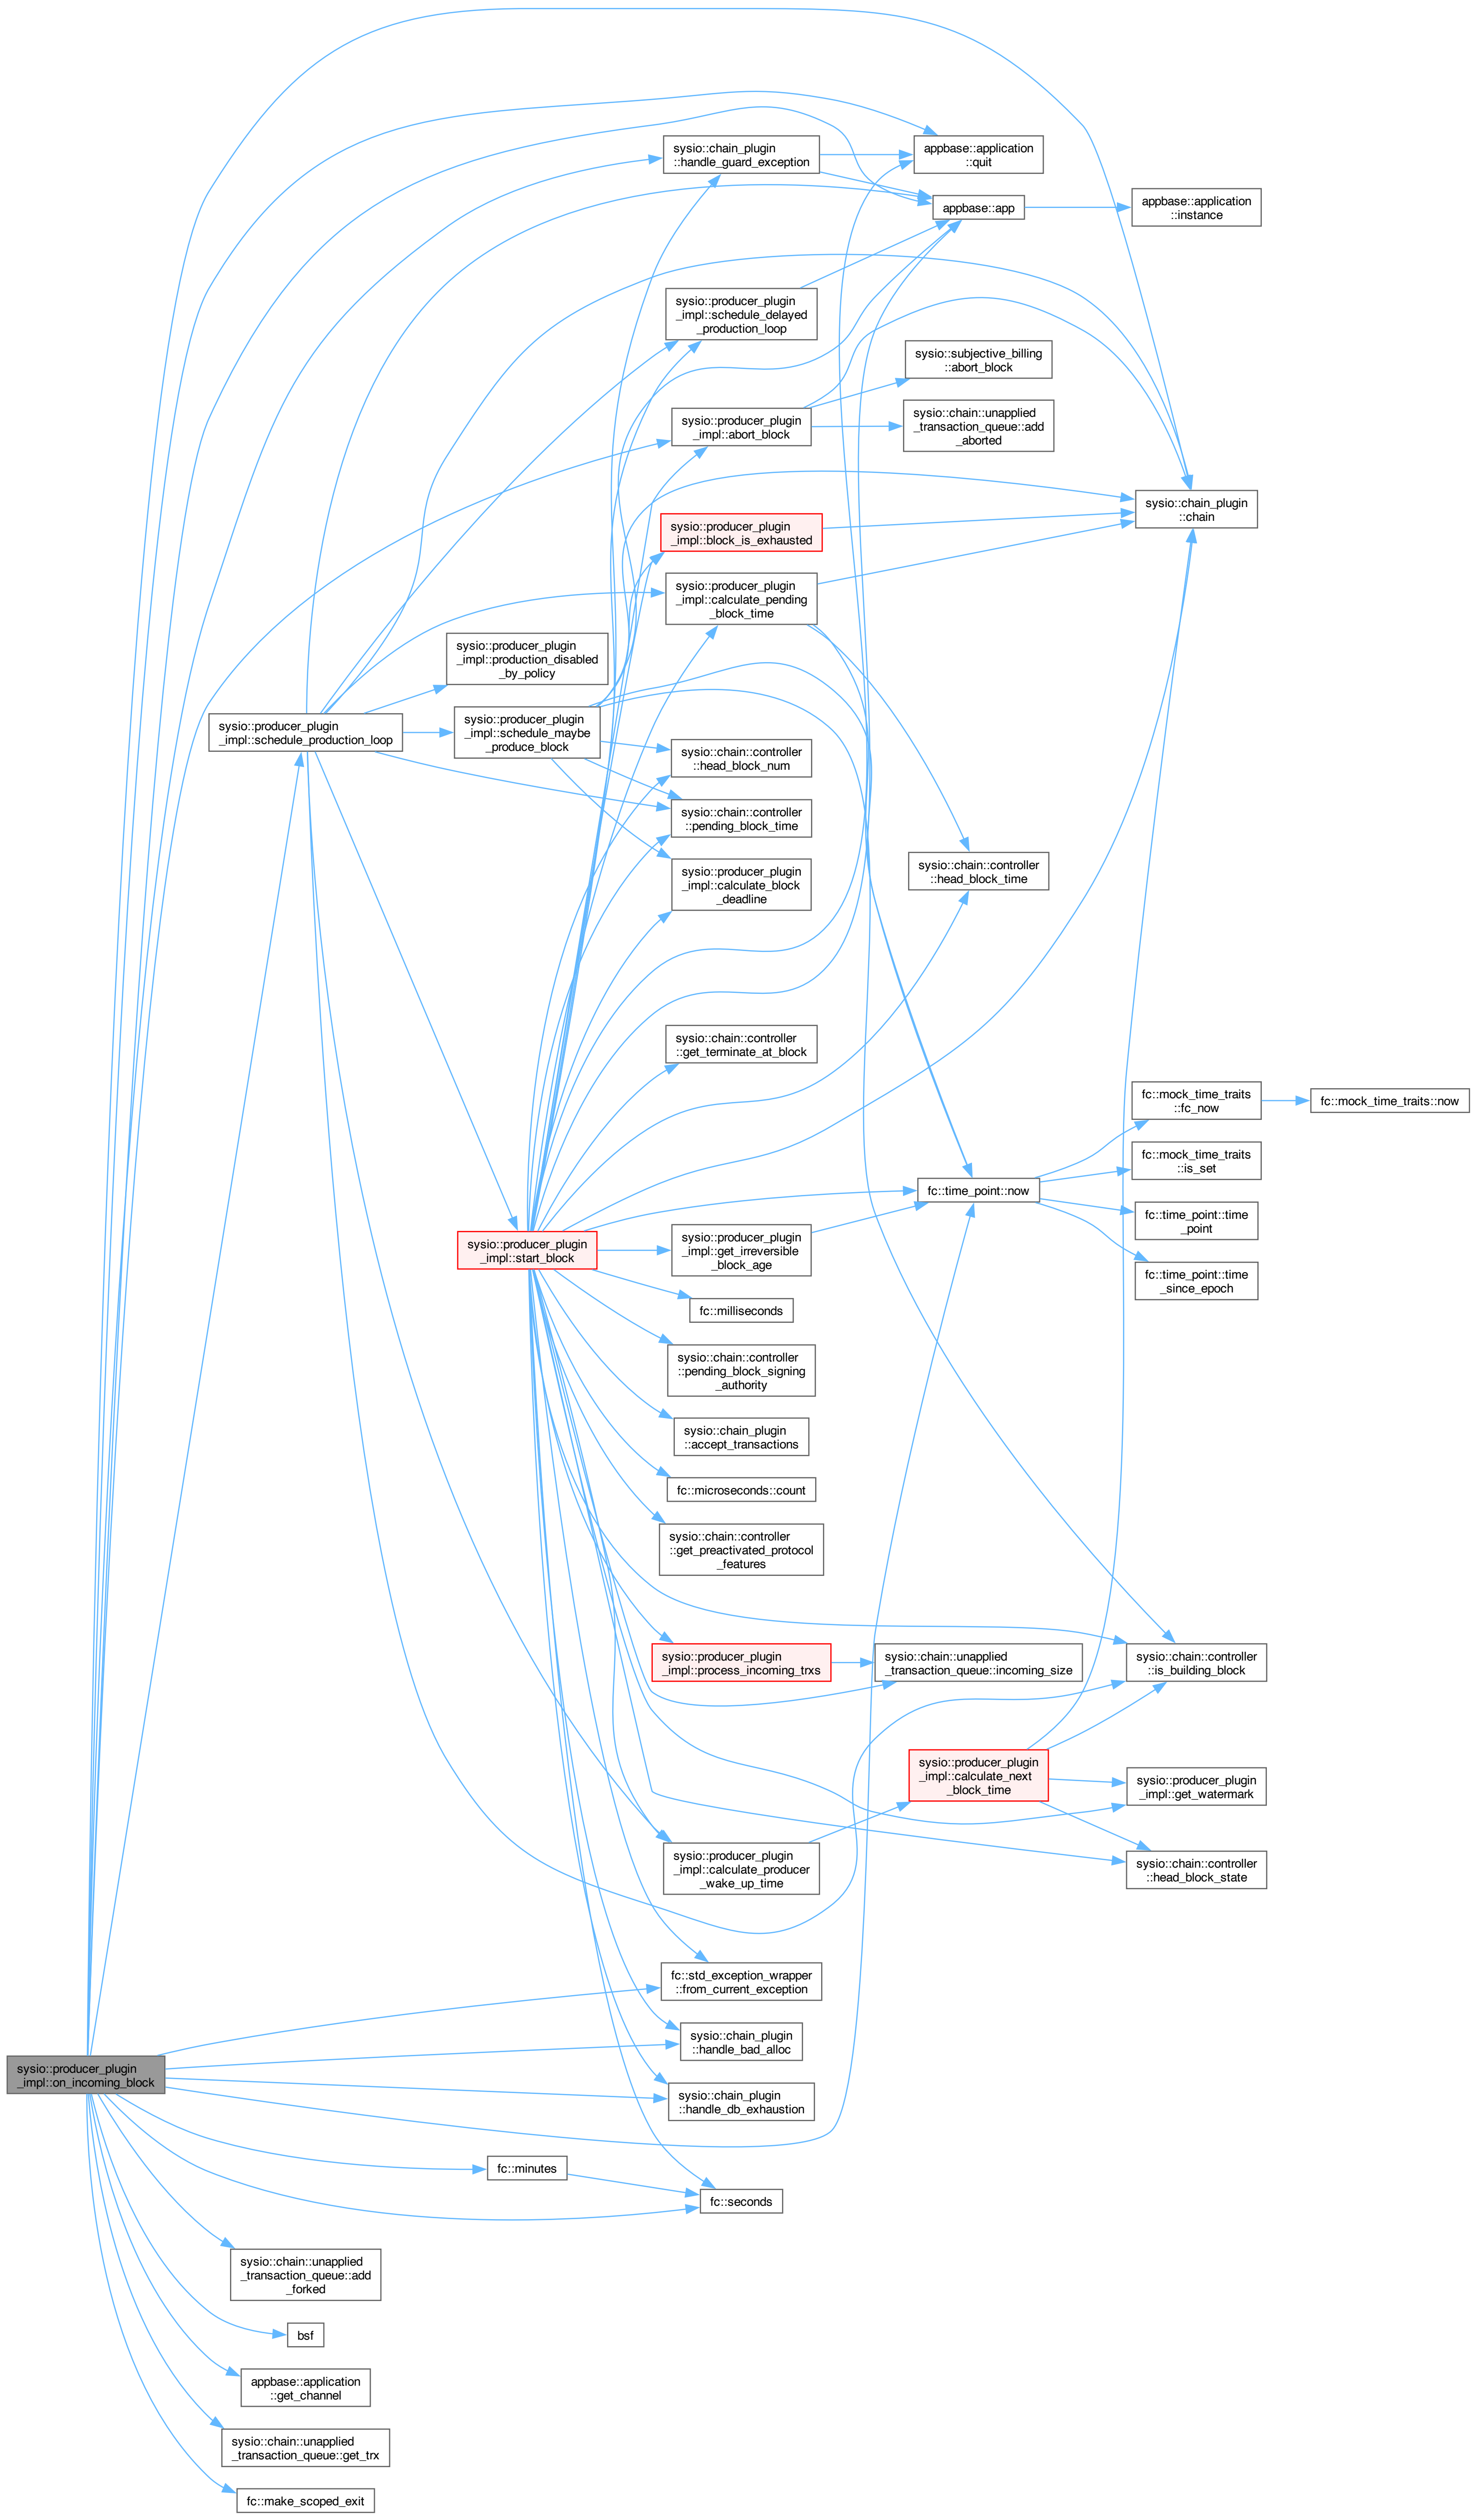 sysio::chain_plugin
::handle_guard_exception
appbase::application
::quit
appbase::app
appbase::application
::instance
sysio::producer_plugin
_impl::schedule_delayed
_production_loop
sysio::subjective_billing
::abort_block
sysio::producer_plugin
_impl::abort_block
sysio::chain::unapplied
_transaction_queue::add
_aborted
sysio::chain_plugin
::chain
sysio::producer_plugin
_impl::block_is_exhausted
sysio::producer_plugin
_impl::calculate_pending
_block_time
sysio::producer_plugin
_impl::production_disabled
_by_policy
sysio::producer_plugin
_impl::schedule_production_loop
sysio::producer_plugin
_impl::schedule_maybe
_produce_block
sysio::chain::controller
::head_block_num
sysio::chain::controller
::pending_block_time
sysio::producer_plugin
_impl::calculate_block
_deadline
sysio::chain::controller
::head_block_time
sysio::chain::controller
::get_terminate_at_block
fc::mock_time_traits
::fc_now
fc::mock_time_traits::now
fc::mock_time_traits
::is_set
fc::time_point::now
fc::time_point::time
_point
sysio::producer_plugin
_impl::start_block
sysio::producer_plugin
_impl::get_irreversible
_block_age
fc::time_point::time
_since_epoch
fc::milliseconds
sysio::chain::controller
::pending_block_signing
_authority
sysio::chain_plugin
::accept_transactions
fc::microseconds::count
sysio::chain::controller
::get_preactivated_protocol
_features
sysio::producer_plugin
_impl::process_incoming_trxs
sysio::chain::unapplied
_transaction_queue::incoming_size
sysio::chain::controller
::is_building_block
sysio::producer_plugin
_impl::calculate_next
_block_time
sysio::producer_plugin
_impl::get_watermark
sysio::producer_plugin
_impl::calculate_producer
_wake_up_time
sysio::chain::controller
::head_block_state
fc::std_exception_wrapper
::from_current_exception
sysio::chain_plugin
::handle_bad_alloc
sysio::producer_plugin
_impl::on_incoming_block
sysio::chain_plugin
::handle_db_exhaustion
fc::minutes
fc::seconds
sysio::chain::unapplied
_transaction_queue::add
_forked
bsf
appbase::application
::get_channel
sysio::chain::unapplied
_transaction_queue::get_trx
fc::make_scoped_exit